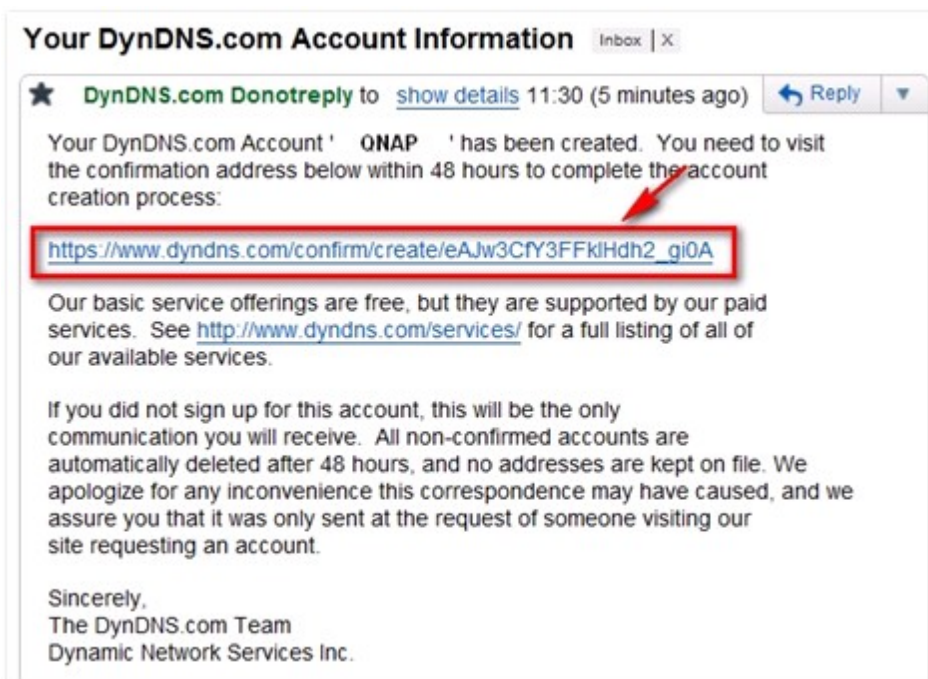 Your DynDNS.com Account Information Inbox | X
DynDNS.com Donotreply to show details 11:30 (5 minutes ago) Reply
Your DynDNS.com Account ' QNAP ' has been created. You need to visit
the confirmation address below within 48 hours to complete the account
creation process:
https://www.dyndns.com/confirm/create/eAJw3CfY3FFklHdh2_gi0A
Our basic service offerings are free, but they are supported by our paid
services. See http://www.dyndns.com/services/ for a full listing of all of
our available services.
If you did not sign up for this account, this will be the only
communication you will receive. All non-confirmed accounts are
automatically deleted after 48 hours, and no addresses are kept on file. We
apologize for any inconvenience this correspondence may have caused, and we
assure you that it was only sent at the request of someone visiting our
site requesting an account.
Sincerely,
The DynDNS.com Team
Dynamic Network Services Inc.